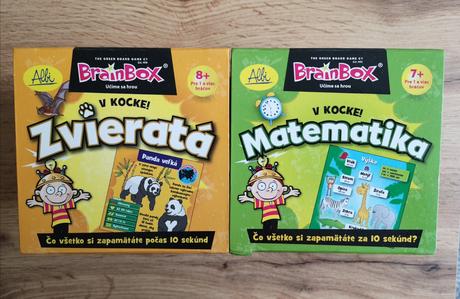 THE GREEN BOARD GAME CO
Albi
BRAINBOX
Učíme sa hrou
8+
Pre 1 a viac
hráčov
V KOCKE!
Zvieratá
Panda veľká
Čo všetko si zapamätáte počas 10 sekúnd
THE GREEN BOARD GAME CO
Albi
BRAINBOX
Učíme sa hrou
7+
Pre 1 a viac
hráčov
V KOCKE!
Matematika
Výška
Čo všetko si zapamätáte za 10 sekúnd?